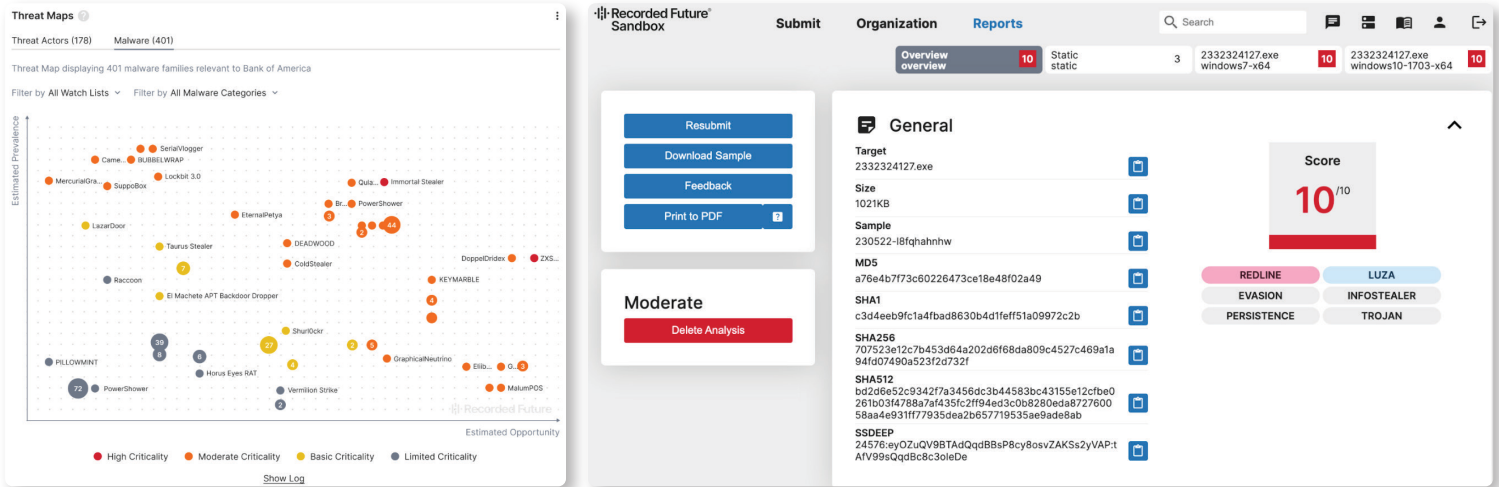 Threat Maps
Threat Actors (178) Malware (401)
Threat Map displaying 401 malware families relevant to Bank of America
Filter by All Watch Lists Filter by All Malware Categories
Estimated Prevalence
SerialVlogger
Came... BUBBELWRAP
Lockbit 3.0
MercurialGra...
SuppoBox
Qula... Immortal Stealer
Br... PowerShower
EternalPetya
3
44
2
LazarDoor
Taurus Stealer
DEADWOOD
DoppelDridex ZXS...
ColdStealer
7
Raccoon
KEYMARBLE
El Machete APT Backdoor Dropper
4
Shurl0ckr
39
27
2
5
8
6
PILLOWMINT
4
GraphicalNeutrino
Elib... G... 3
Horus Eyes RAT
72
PowerShower
Vermilion Strike
MalumPOS
2
Recorded Future
Estimated Opportunity
High Criticality Moderate Criticality Basic Criticality Limited Criticality
Show Log
Recorded Future®
Sandbox
Submit Organization Reports
Search
Overview
overview
10
Static
static
3
2332324127.exe
windows7-x64
10
2332324127.exe
windows10-1703-x64
10
Resubmit
Download Sample
Feedback
Print to PDF ?
Moderate
Delete Analysis
General
Target
2332324127.exe
Size
1021KB
Sample
230522-l8fqhahnhw
MD5
a76e4b7f73c60226473ce18e48f02a49
SHA1
c3d4eeb9fc1a4fbad8630b4d1feff51a09972c2b
SHA256
707523e12c7b453d64a202d6f68da809c4527c469a1a
94fd07490a523f2d732f
SHA512
bd2d6e52c9342f7a3456dc3b44583bc43155e12cfbe0
261b03f4788a7af435fc2ff94ed3c0b8280eda8727600
58aa4e931ff77935dea2b657719535ae9ade8ab
SSDEEP
24576:eyOZuQV9BTAdQqdBBsP8cy8osvZAKSs2yVAP:t
AfV99sQqdBc8c3oleDe
Score
10/10
REDLINE LUZA
EVASION INFOSTEALER
PERSISTENCE TROJAN